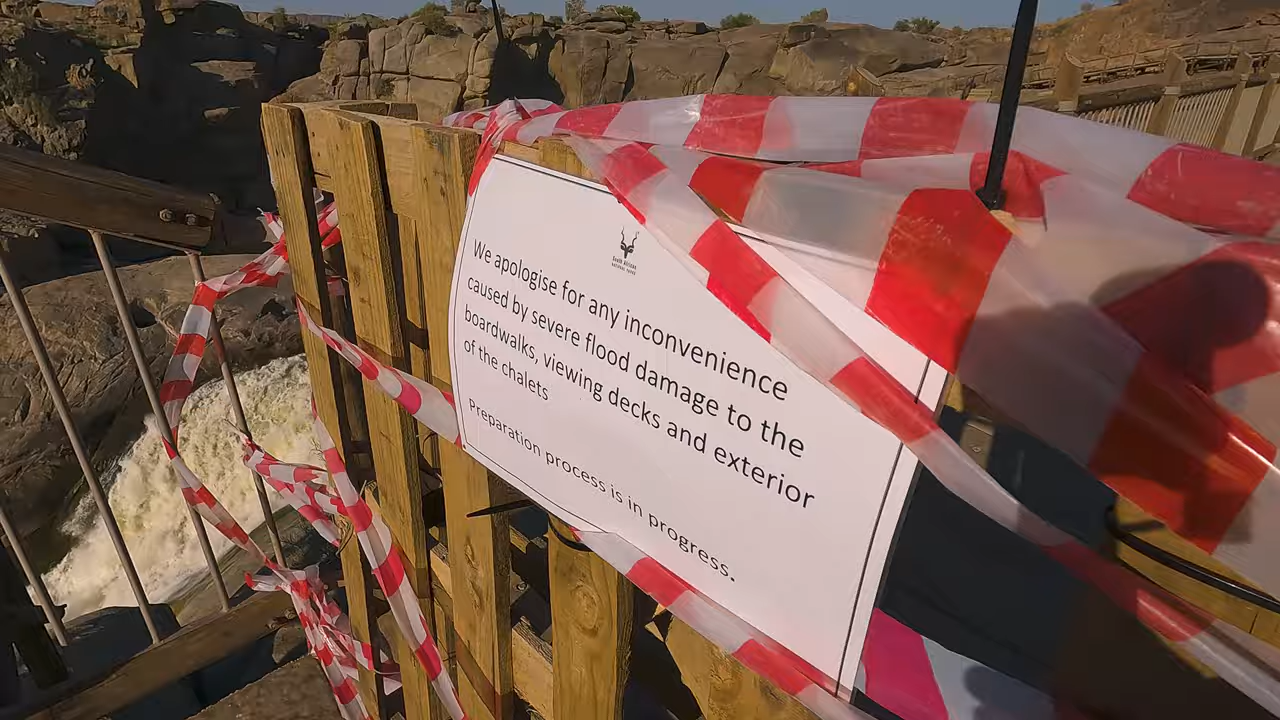 South African
NATIONAL PARKS
We apologise for any inconvenience
caused by severe flood damage to the
boardwalks, viewing decks and exterior
of the chalets
Preparation process is in progress.